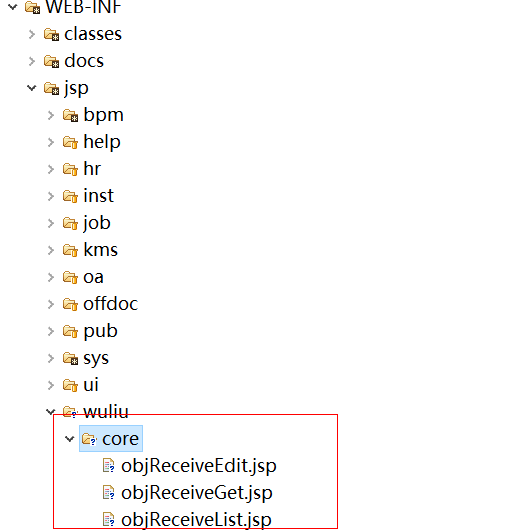 WEB-INF
classes
docs
jsp
bpm
help
hr
inst
job
kms
oa
offdoc
pub
sys
ui
wuliu
core
objReceiveEdit.jsp
objReceiveGet.jsp
objReceiveList.jsp